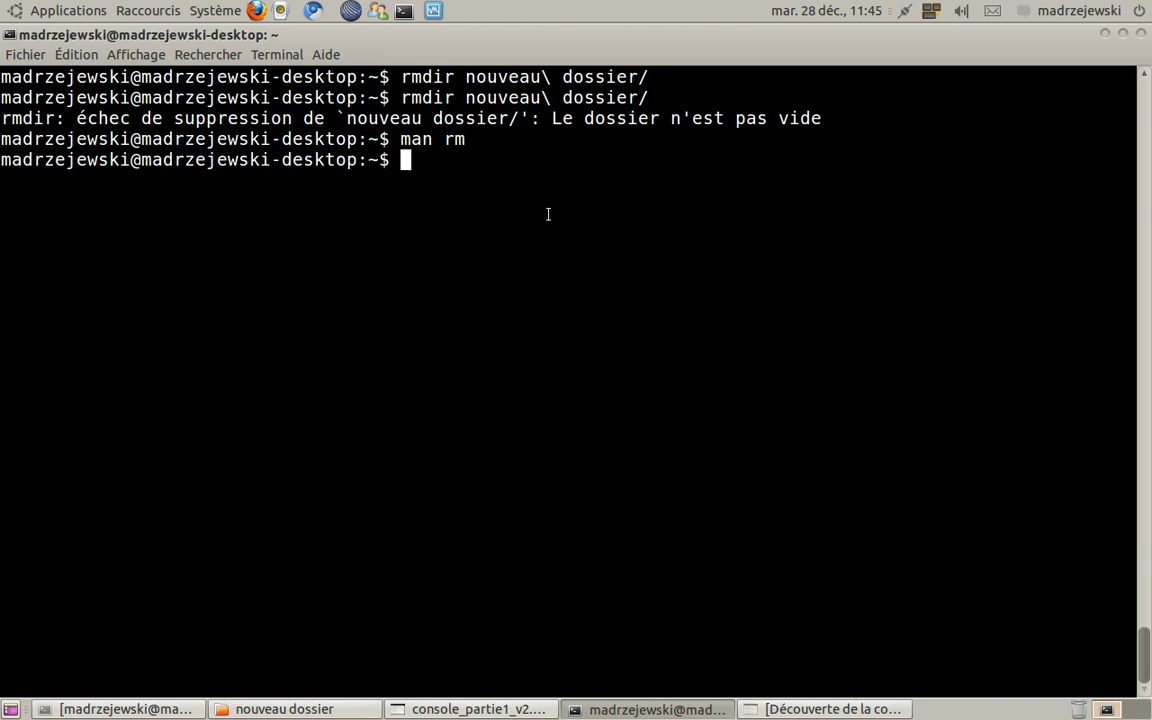 Applications Raccourcis Système mar. 28 déc., 11:45 madrzejewski
madrzejewski@madrzejewski-desktop: ~
Fichier Édition Affichage Rechercher Terminal Aide
madrzejewski@madrzejewski-desktop:~$ rmdir nouveau\ dossier/
madrzejewski@madrzejewski-desktop:~$ rmdir nouveau\ dossier/
rmdir: échec de suppression de `nouveau dossier/': Le dossier n'est pas vide
madrzejewski@madrzejewski-desktop:~$ man rm
madrzejewski@madrzejewski-desktop:~$
[madrzejewski@ma... nouveau dossier console_partie1_v2.... madrzejewski@mad... [Découverte de la co...